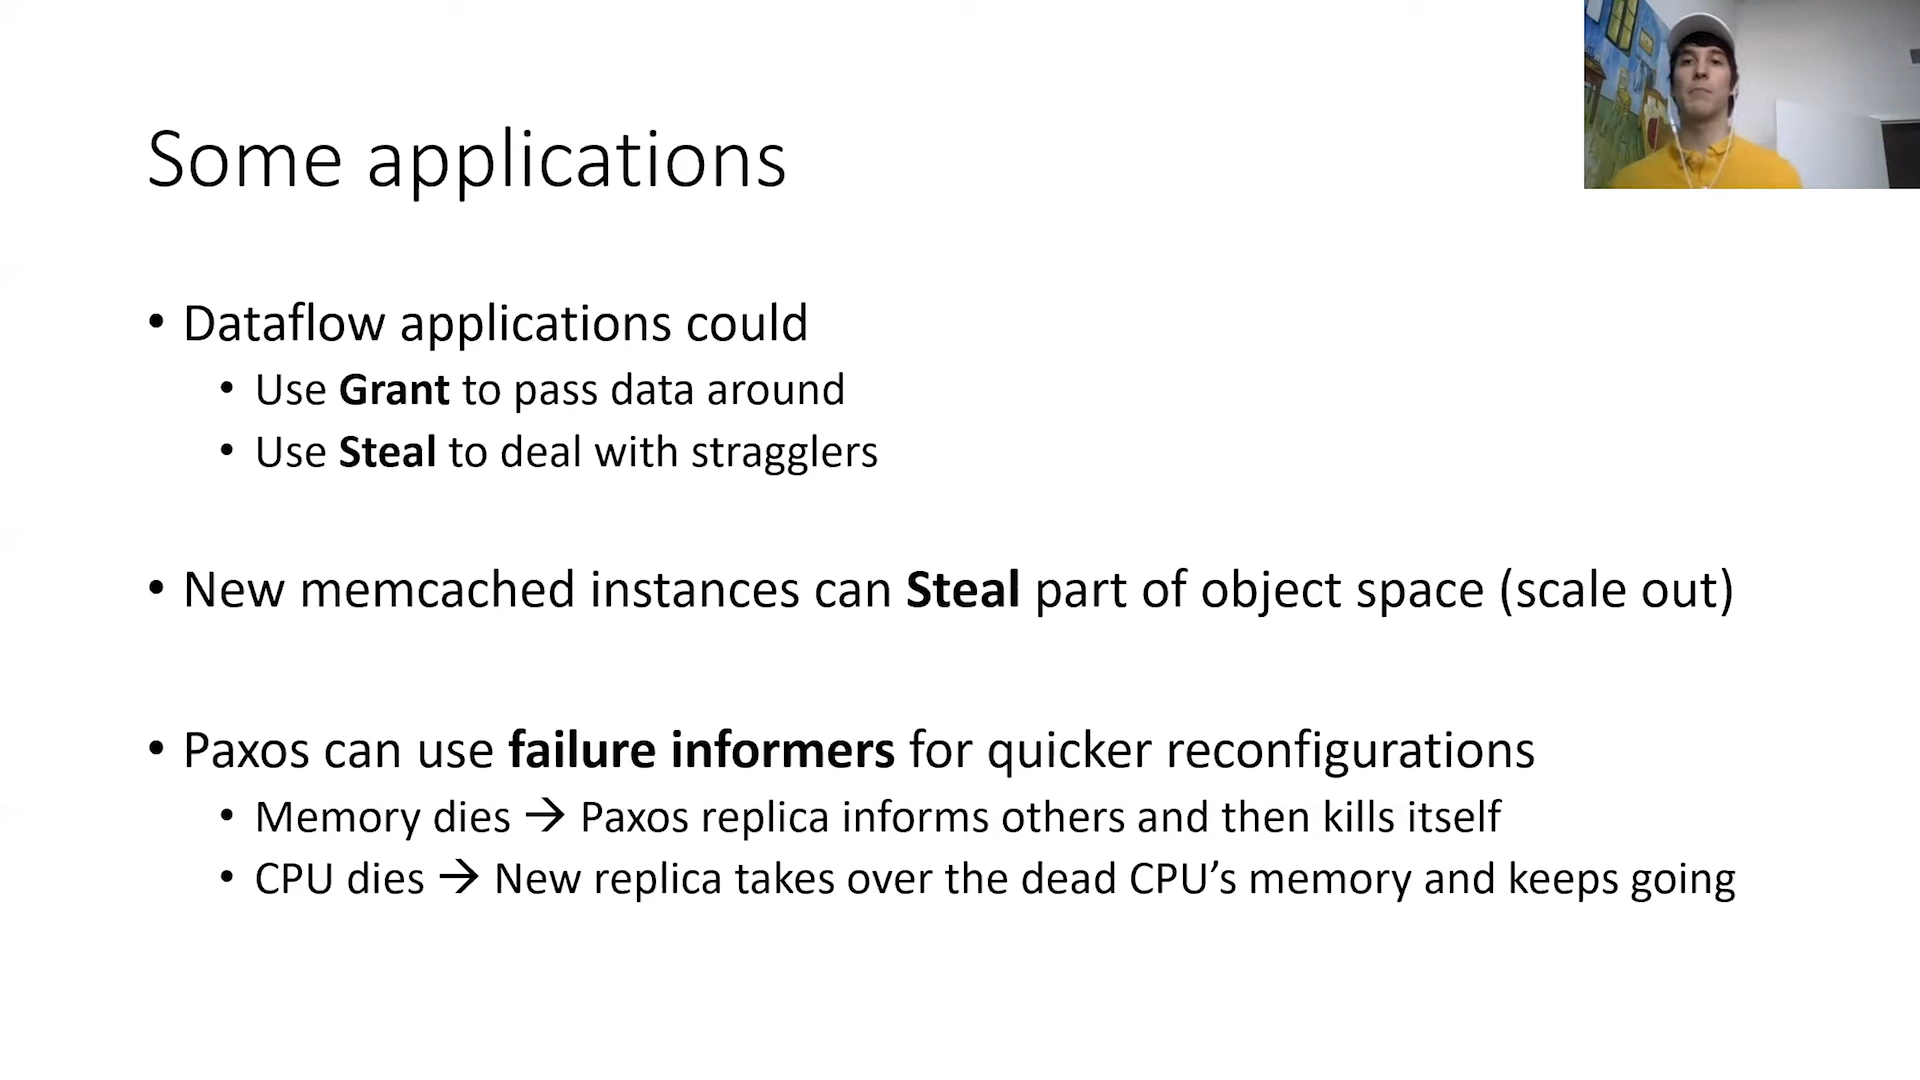 Some applications
• Dataflow applications could
• Use Grant to pass data around
• Use Steal to deal with stragglers
• New memcached instances can Steal part of object space (scale out)
• Paxos can use failure informers for quicker reconfigurations
• Memory dies → Paxos replica informs others and then kills itself
• CPU dies → New replica takes over the dead CPU’s memory and keeps going